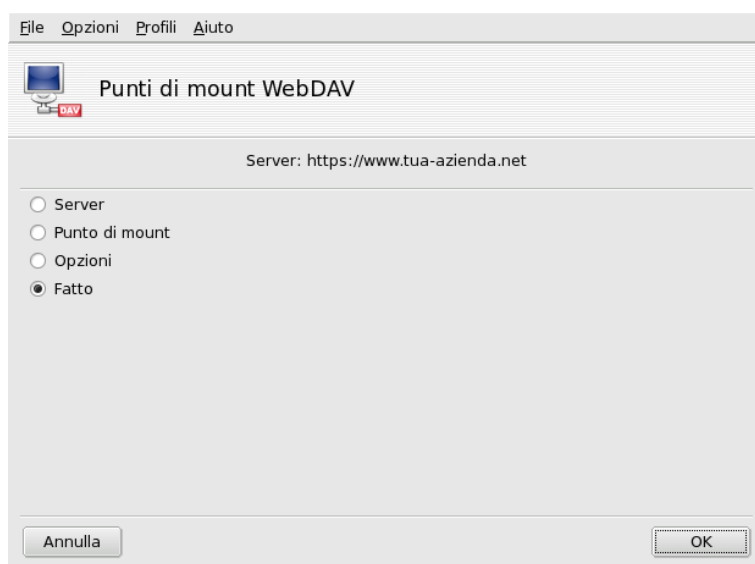 File Opzioni Profili Aiuto
DAV
Punti di mount WebDAV
Server: https://www.tua-azienda.net
Server
Punto di mount
Opzioni
Fatto
Annulla OK